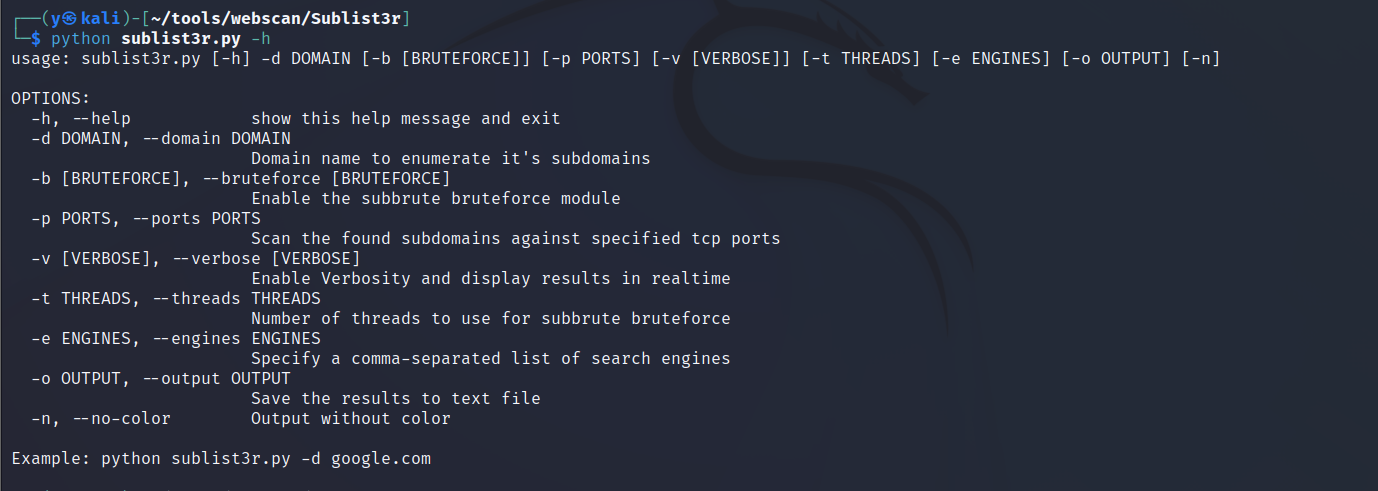 ┌──(y㉿kali)-[~/tools/webscan/Sublist3r]
└─$ python sublist3r.py -h
usage: sublist3r.py [-h] -d DOMAIN [-b [BRUTEFORCE]] [-p PORTS] [-v [VERBOSE]] [-t THREADS] [-e ENGINES] [-o OUTPUT] [-n]

OPTIONS:
  -h, --help            show this help message and exit
  -d DOMAIN, --domain DOMAIN
                        Domain name to enumerate it's subdomains
  -b [BRUTEFORCE], --bruteforce [BRUTEFORCE]
                        Enable the subbrute bruteforce module
  -p PORTS, --ports PORTS
                        Scan the found subdomains against specified tcp ports
  -v [VERBOSE], --verbose [VERBOSE]
                        Enable Verbosity and display results in realtime
  -t THREADS, --threads THREADS
                        Number of threads to use for subbrute bruteforce
  -e ENGINES, --engines ENGINES
                        Specify a comma-separated list of search engines
  -o OUTPUT, --output OUTPUT
                        Save the results to text file
  -n, --no-color        Output without color

Example: python sublist3r.py -d google.com